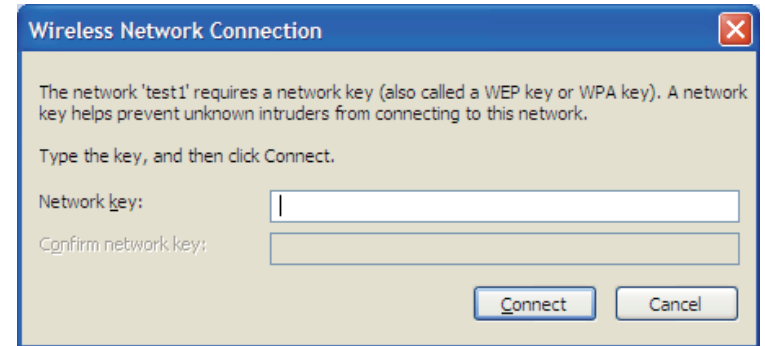 Wireless Network Connection
The network 'test1' requires a network key (also called a WEP key or WPA key). A network
key helps prevent unknown intruders from connecting to this network.
Type the key, and then click Connect.
Network key:
Confirm network key:
Connect Cancel